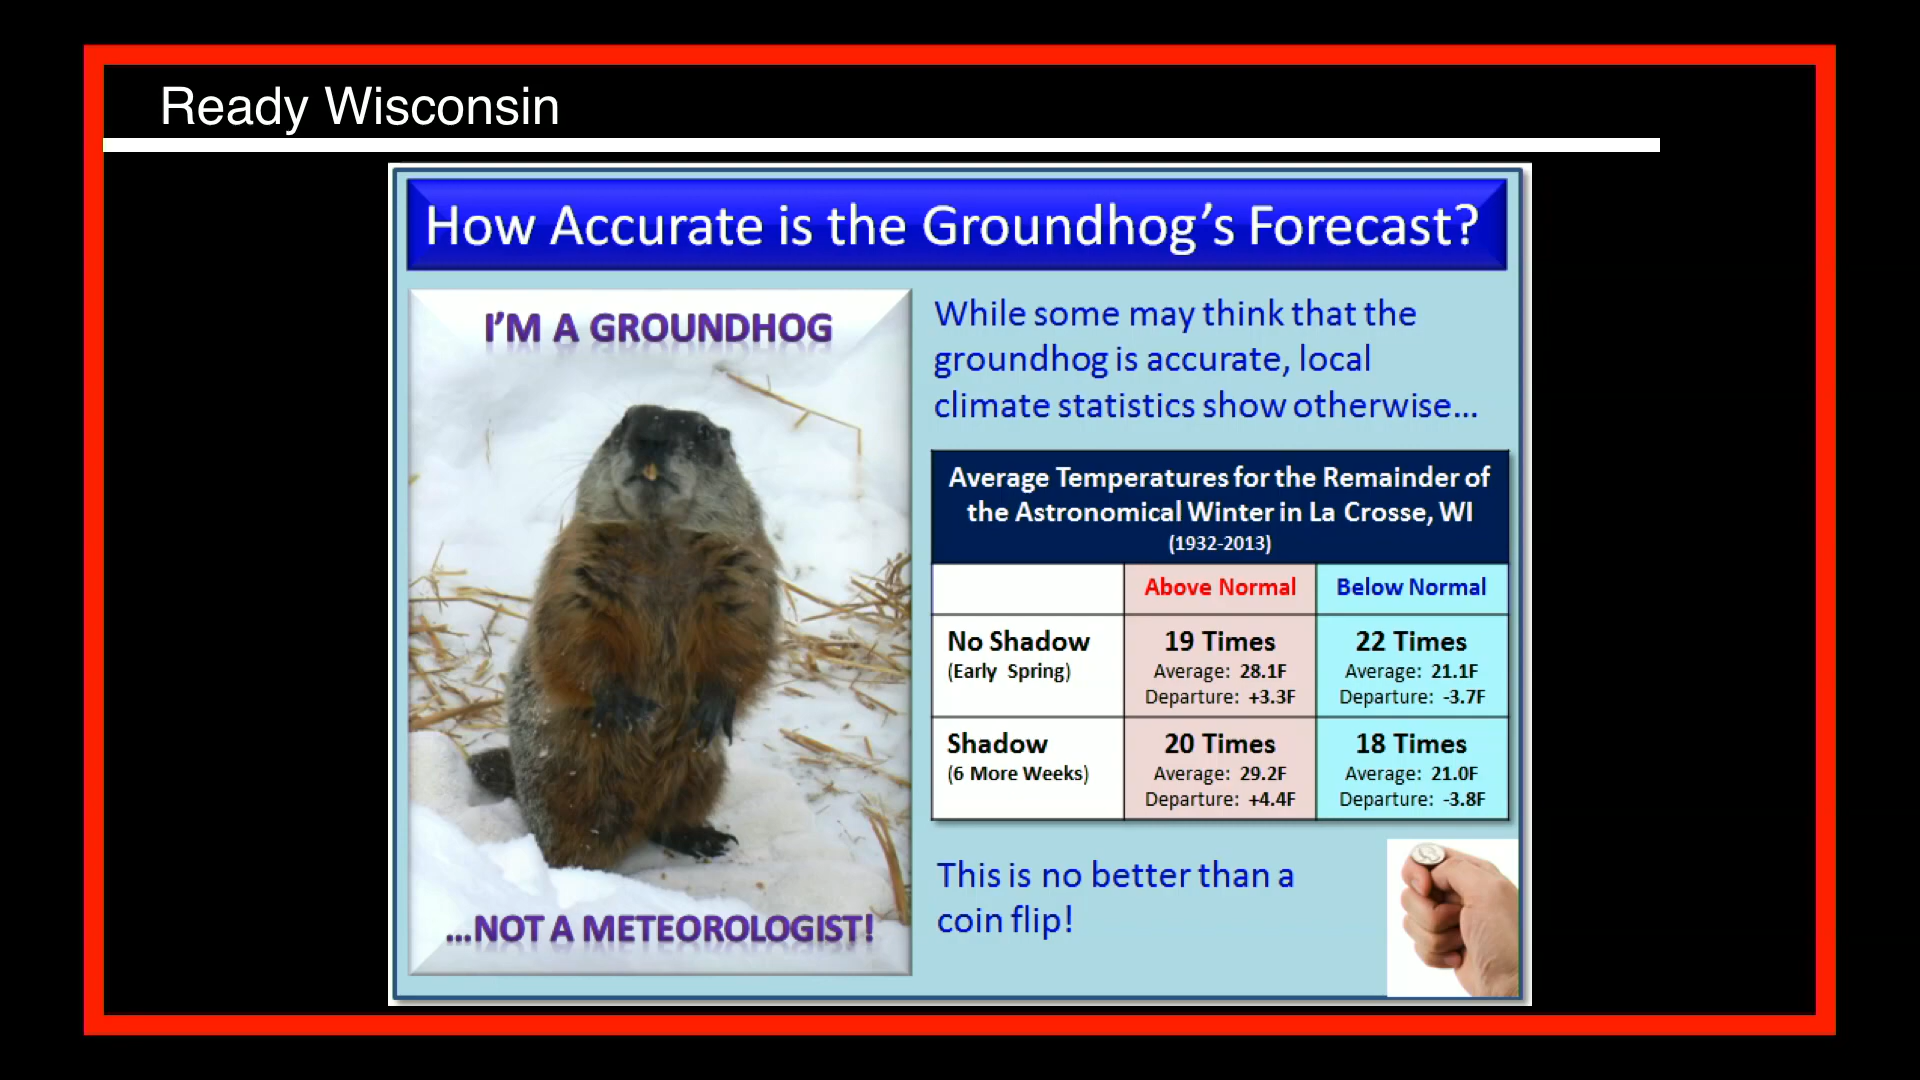 Ready Wisconsin
How Accurate is the Groundhog's Forecast?
I'M A GROUNDHOG
...NOT A METEOROLOGIST!
While some may think that the
groundhog is accurate, local
climate statistics show otherwise...
Average Temperatures for the Remainder of
the Astronomical Winter in La Crosse, WI
(1932-2013)
Above Normal Below Normal
No Shadow 19 Times 22 Times
(Early Spring) Average: 28.1F Average: 21.1F
Departure: +3.3F Departure: -3.7F
Shadow 20 Times 18 Times
(6 More Weeks) Average: 29.2F Average: 21.0F
Departure: +4.4F Departure: -3.8F
This is no better than a
coin flip!